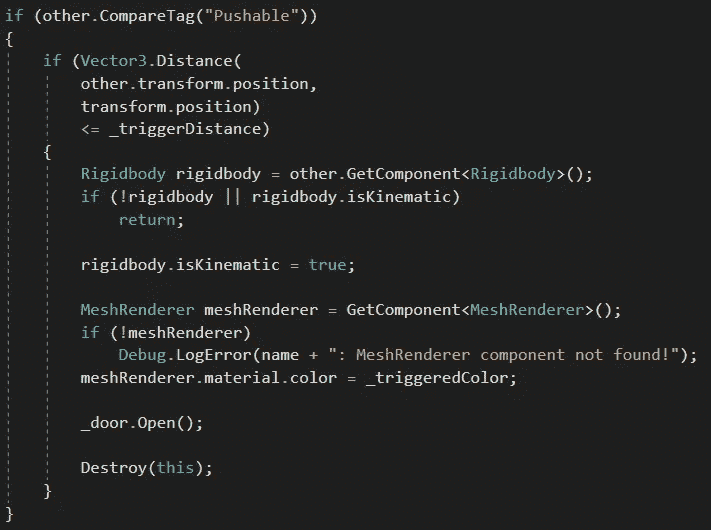 if (other.CompareTag("Pushable"))
{
if (Vector3.Distance(
other.transform.position,
transform.position)
<= _triggerDistance)
{
Rigidbody rigidbody = other.GetComponent<Rigidbody>();
if (!rigidbody || rigidbody.isKinematic)
return;
rigidbody.isKinematic = true;
MeshRenderer meshRenderer = GetComponent<MeshRenderer>();
if (!meshRenderer)
Debug.LogError(name + ": MeshRenderer component not found!");
meshRenderer.material.color = _triggeredColor;
_door.Open();
Destroy(this);
}
}